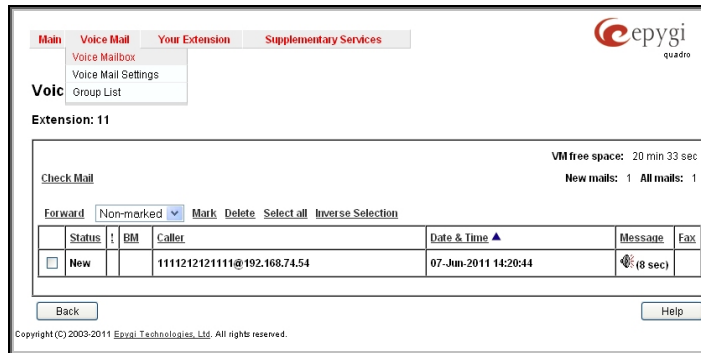 Main Voice Mail Your Extension Supplementary Services
epygi
quadro
Voice Mailbox
Voice Mail Settings
Group List
Voic
Extension: 11
VM free space: 20 min 33 sec
Check Mail
New mails: 1 All mails: 1
Forward Non-marked Mark Delete Select all Inverse Selection
Status ! BM Caller Date & Time Message Fax
New 1111212121111@192.168.74.54 07-Jun-2011 14:20:44 (8 sec)
Back Help
Copyright (C) 2003-2011 Epygi Technologies, Ltd. All rights reserved.